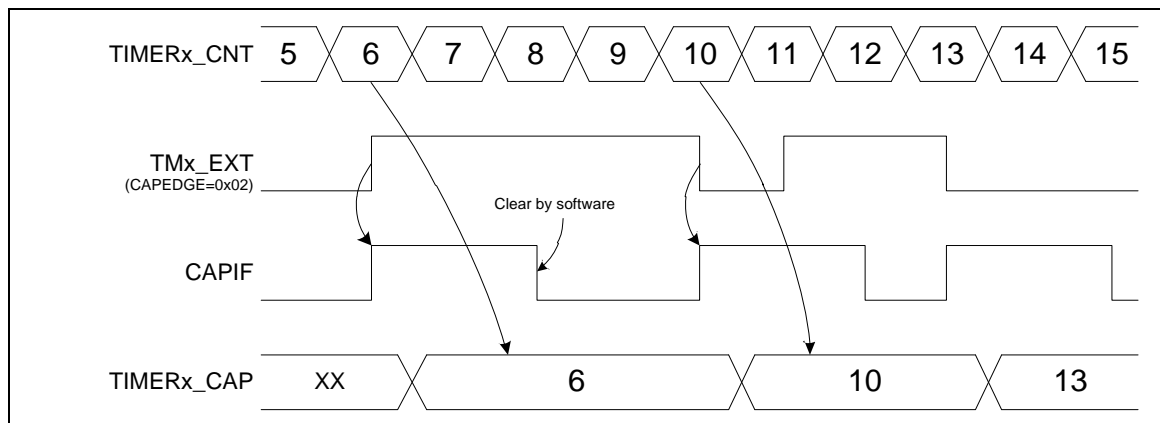 TIMERx_CNT 5 6 7 8 9 10 11 12 13 14 15
TMx_EXT
(CAPEDGE=0x02)
Clear by software
CAPIF
TIMERx_CAP XX 6 10 13